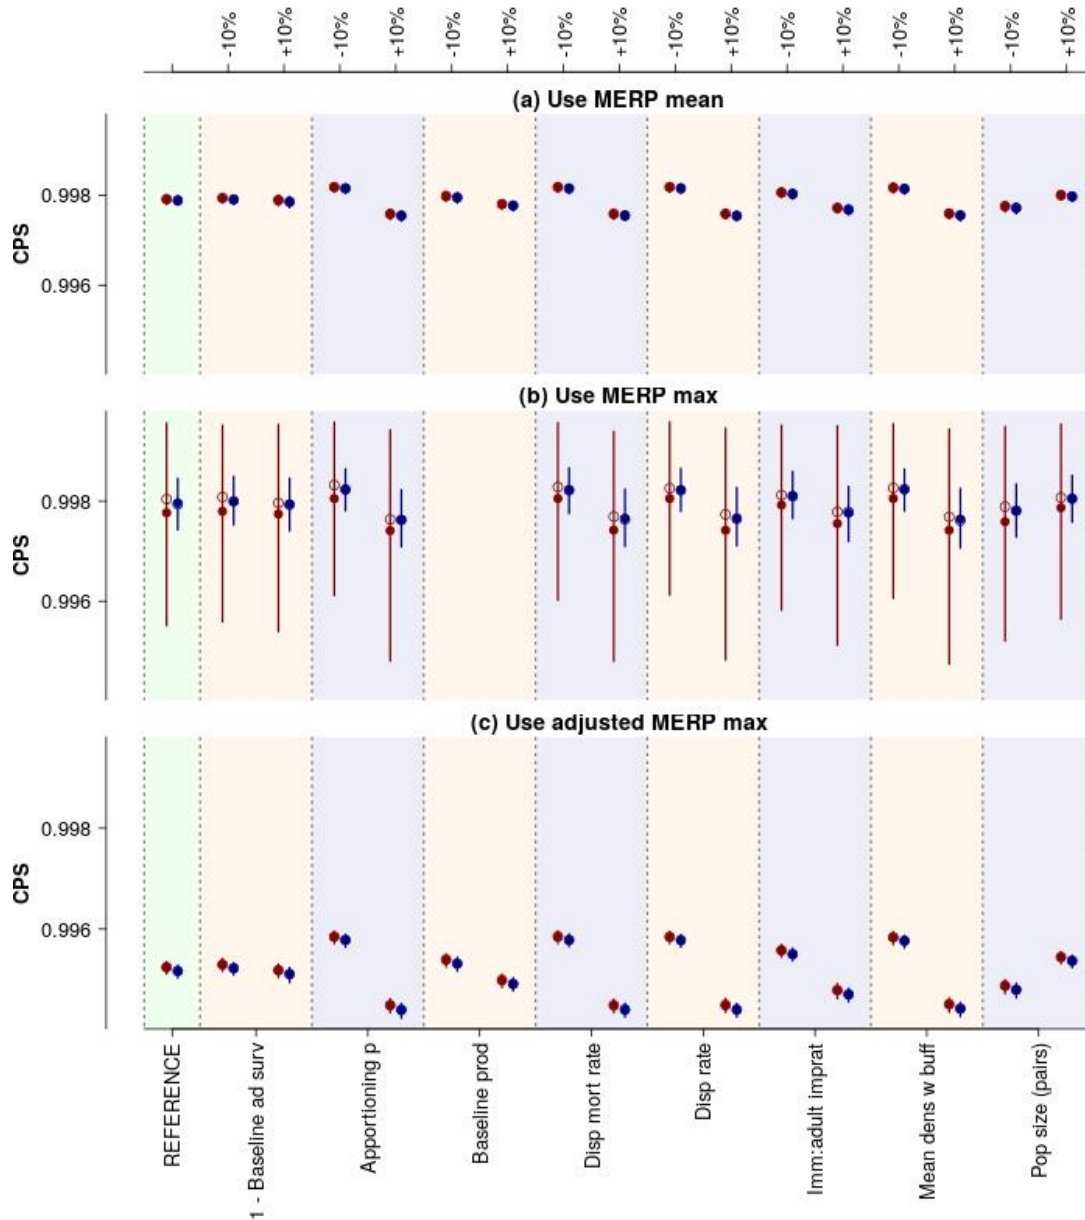 -10%
+10%
-10%
+10%
-10%
+10%
-10%
+10%
-10%
+10%
-10%
+10%
-10%
+10%
-10%
+10%
(a) Use MERP mean
CPS
0.998
0.996
(b) Use MERP max
CPS
0.998
0.996
(c) Use adjusted MERP max
CPS
0.998
0.996
REFERENCE
1 - Baseline ad surv
Apportioning p
Baseline prod
Disp mort rate
Disp rate
Imm:adult imprat
Mean dens w buff
Pop size (pairs)